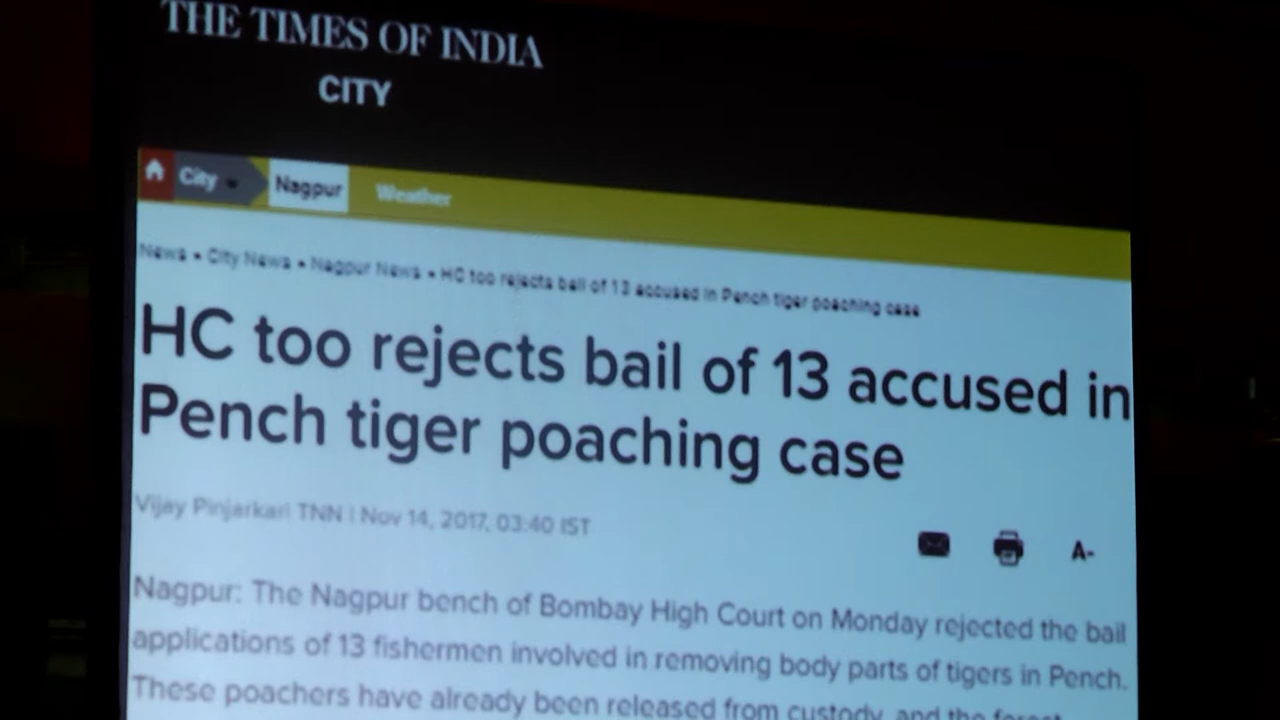 THE TIMES OF INDIA
CITY
City Nagpur Weather
News • City News • Nagpur News • HC too rejects bail of 13 accused in Pench tiger poaching case
HC too rejects bail of 13 accused in
Pench tiger poaching case
Vijay Pinjarkar| TNN | Nov 14, 2017, 03:40 IST
A-
Nagpur: The Nagpur bench of Bombay High Court on Monday rejected the bail
applications of 13 fishermen involved in removing body parts of tigers in Pench.
These poachers have already been released from custody, and the forest